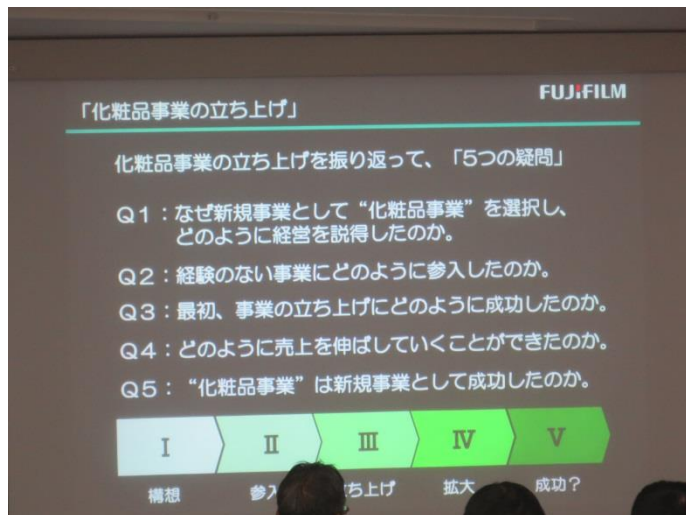 「化粧品事業の立ち上げ」
FUJIFILM
化粧品事業の立ち上げを振り返って、「5つの疑問」
Q1：なぜ新規事業として“化粧品事業”を選択し、
どのように経営を説得したのか。
Q2：経験のない事業にどのように参入したのか。
Q3：最初、事業の立ち上げにどのように成功したのか。
Q4：どのように売上を伸ばしていくことができたのか。
Q5：“化粧品事業”は新規事業として成功したのか。
Ⅰ Ⅱ Ⅲ Ⅳ Ⅴ
構想 参 ち上げ 拡大 成功？